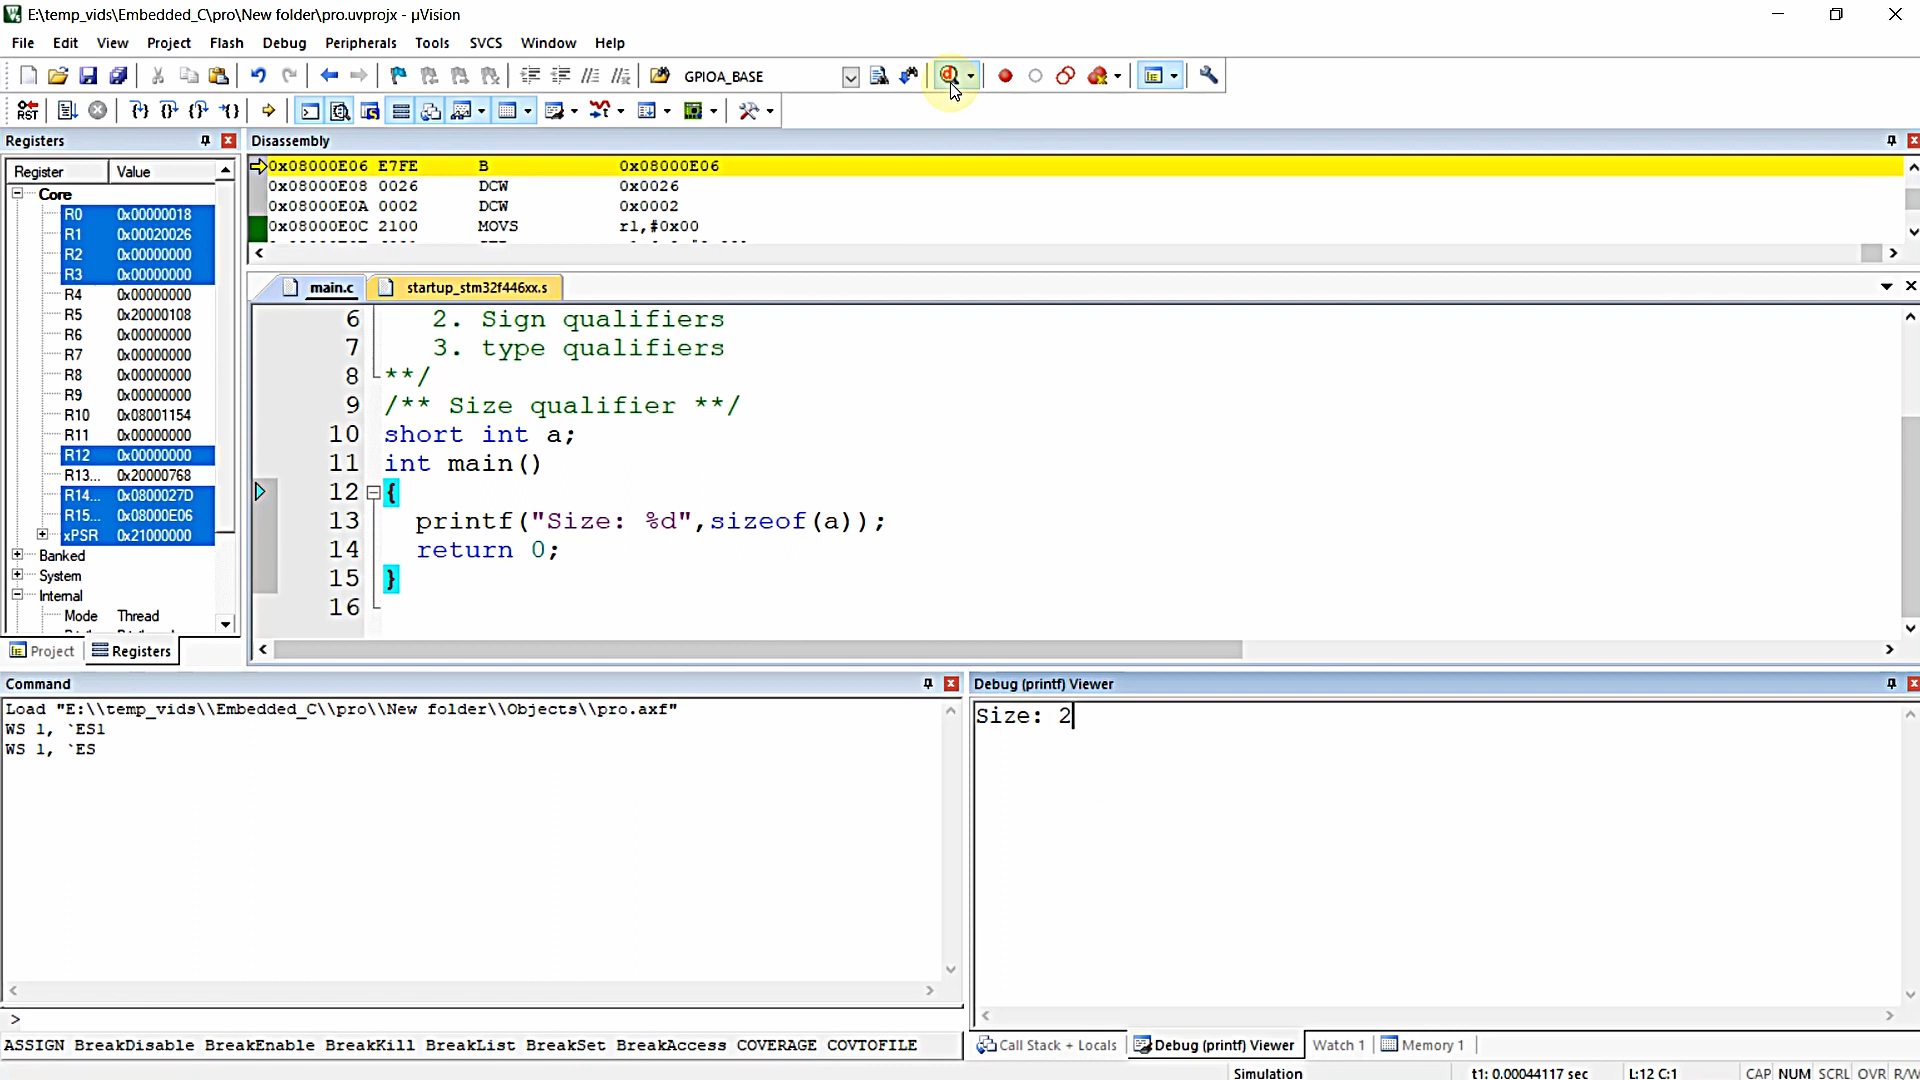 E:\temp_vids\Embedded_C\pro\New folder\pro.uvprojx - µVision
File Edit View Project Flash Debug Peripherals Tools SVCS Window Help
GPIOA_BASE
RST
Registers
Register Value
Core
R0 0x00000018
R1 0x00020026
R2 0x00000000
R3 0x00000000
R4 0x00000000
R5 0x20000108
R6 0x00000000
R7 0x00000000
R8 0x00000000
R9 0x00000000
R10 0x08001154
R11 0x00000000
R12 0x00000000
R13... 0x20000768
R14... 0x0800027D
R15... 0x08000E06
xPSR 0x21000000
Banked
System
Internal
Mode Thread
Project Registers
Disassembly
0x08000E06 E7FE B 0x08000E06
0x08000E08 0026 DCW 0x0026
0x08000E0A 0002 DCW 0x0002
0x08000E0C 2100 MOVS r1,#0x00
main.c startup_stm32f446xx.s
6 2. Sign qualifiers
7 3. type qualifiers
8 **/
9 /** Size qualifier **/
10 short int a;
11 int main()
12 {
13 printf("Size: %d",sizeof(a));
14 return 0;
15 }
16
Command
Load "E:\\temp_vids\\Embedded_C\\pro\\New folder\\Objects\\pro.axf"
WS 1, `ES1
WS 1, `ES
>
ASSIGN BreakDisable BreakEnable BreakKill BreakList BreakSet BreakAccess COVERAGE COVTOFILE
Debug (printf) Viewer
Size: 2
Call Stack + Locals Debug (printf) Viewer Watch 1 Memory 1
Simulation t1: 0.00044117 sec L:12 C:1 CAP NUM SCRL OVR R/W